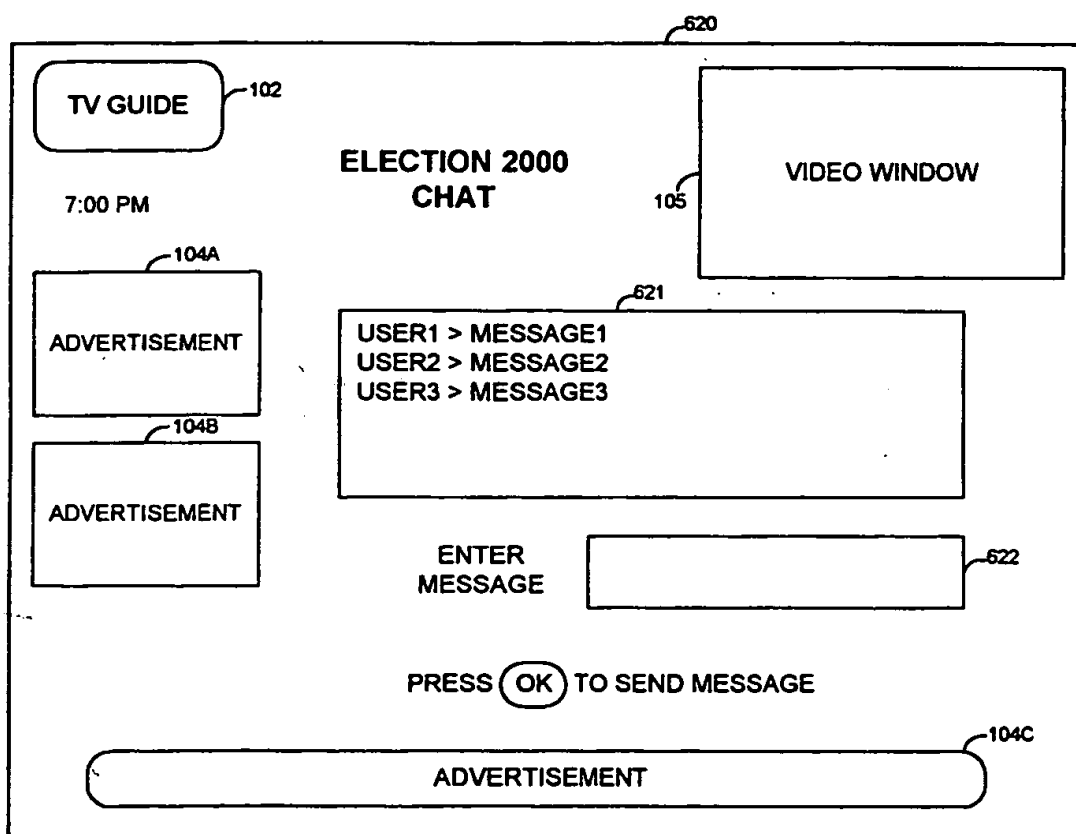 620
TV GUIDE
102
ELECTION 2000
CHAT
VIDEO WINDOW
105
7:00 PM
104A
ADVERTISEMENT
621
USER1 > MESSAGE1
USER2 > MESSAGE2
USER3 > MESSAGE3
104B
ADVERTISEMENT
ENTER
MESSAGE
622
PRESS OK TO SEND MESSAGE
104C
ADVERTISEMENT